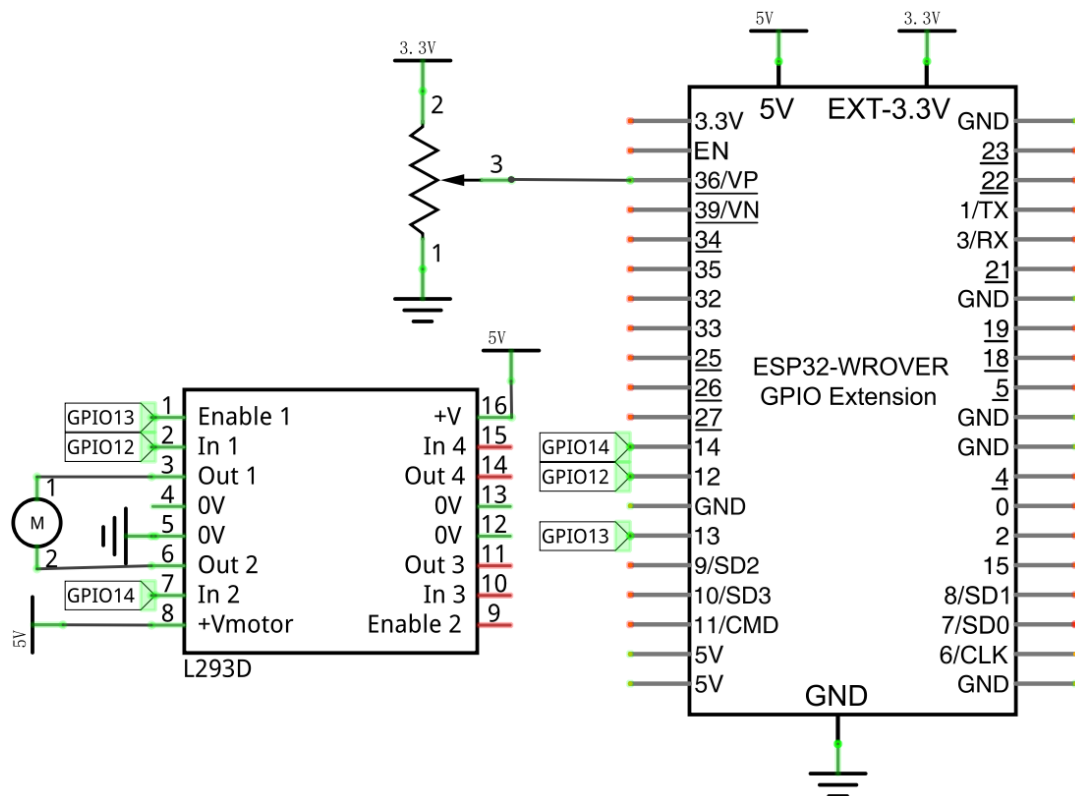 5V
3.3V
3.3V
2
3
1
5V EXT-3.3V
3.3V
EN
36/VP
39/VN
34
35
32
33
25
26
27
14
12
GND
13
9/SD2
10/SD3
11/CMD
5V
5V
GND
23
22
1/TX
3/RX
21
GND
19
18
5
GND
GND
4
0
2
15
8/SD1
7/SD0
6/CLK
GND
ESP32-WROVER
GPIO Extension
GND
GPIO14
GPIO12
GPIO13
5V
GPIO13
GPIO12
GPIO14
5V
M
1
2
1 Enable 1
2 In 1
3 Out 1
4 0V
5 0V
6 Out 2
7 In 2
8 +Vmotor
+V 16
In 4 15
Out 4 14
0V 13
0V 12
Out 3 11
In 3 10
Enable 2 9
L293D